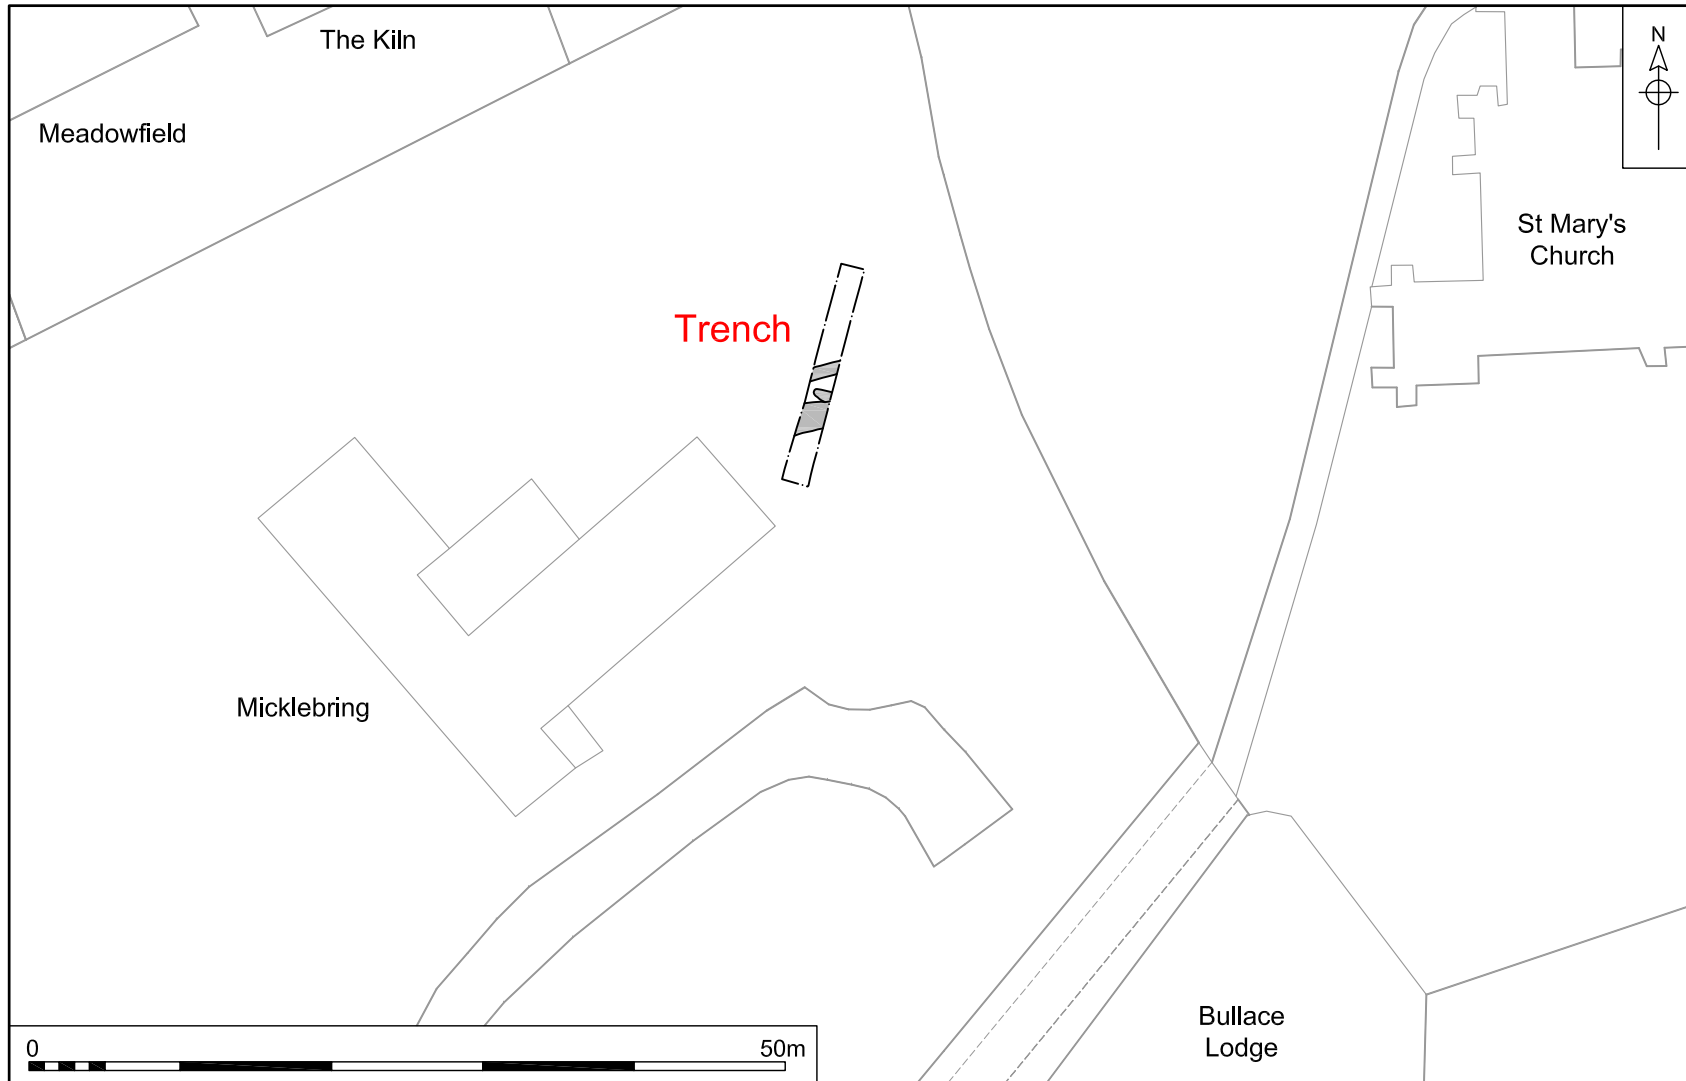 The Kiln
N
Meadowfield
St Mary's
Church
Trench
Micklebring
Bullace
Lodge
0 50m